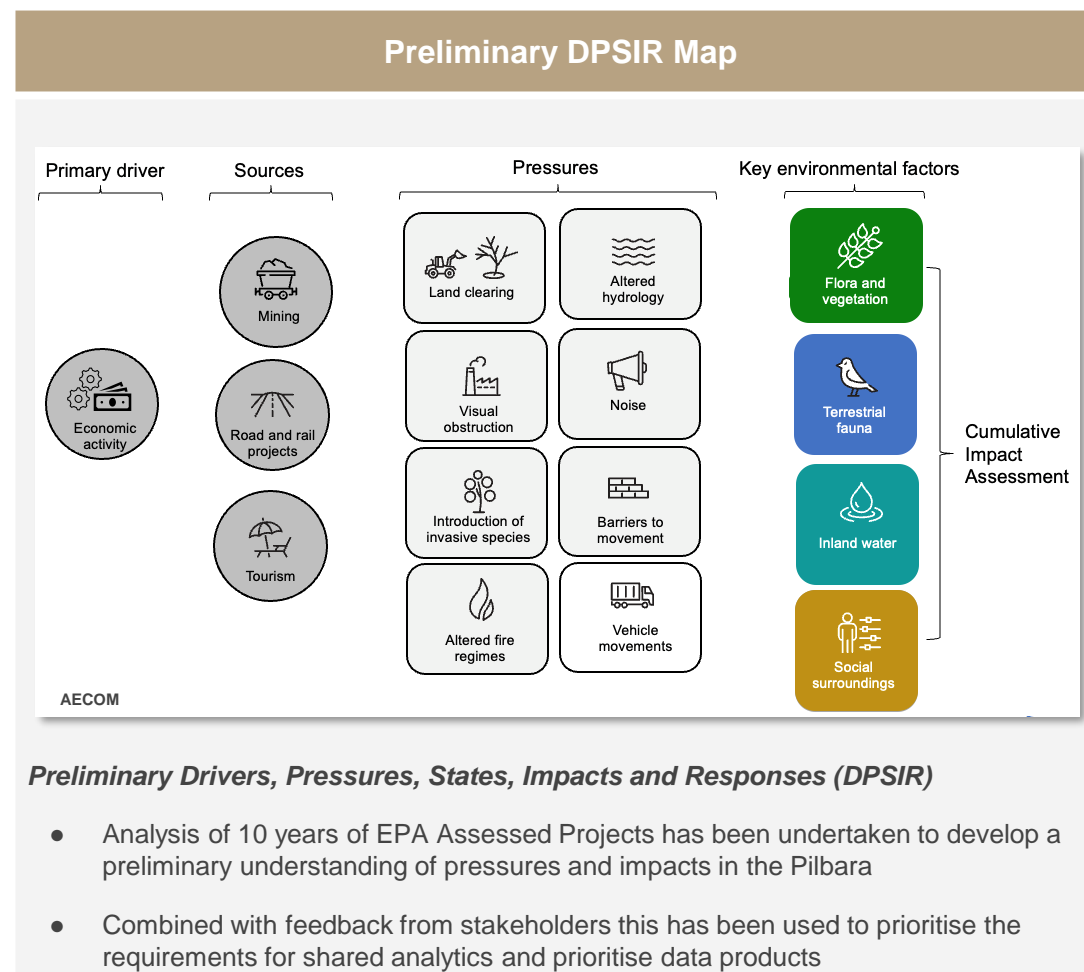 Preliminary DPSIR Map
Primary driver
Sources
Pressures
Key environmental factors
Economic
activity
Mining
Road and rail
projects
Tourism
Land clearing
Altered
hydrology
Visual
obstruction
Noise
Introduction of
invasive species
Barriers to
movement
Altered fire
regimes
Vehicle
movements
Flora and
vegetation
Terrestrial
fauna
Inland water
Social
surroundings
Cumulative
Impact
Assessment
AECOM
Preliminary Drivers, Pressures, States, Impacts and Responses (DPSIR)
● Analysis of 10 years of EPA Assessed Projects has been undertaken to develop a
preliminary understanding of pressures and impacts in the Pilbara
● Combined with feedback from stakeholders this has been used to prioritise the
requirements for shared analytics and prioritise data products